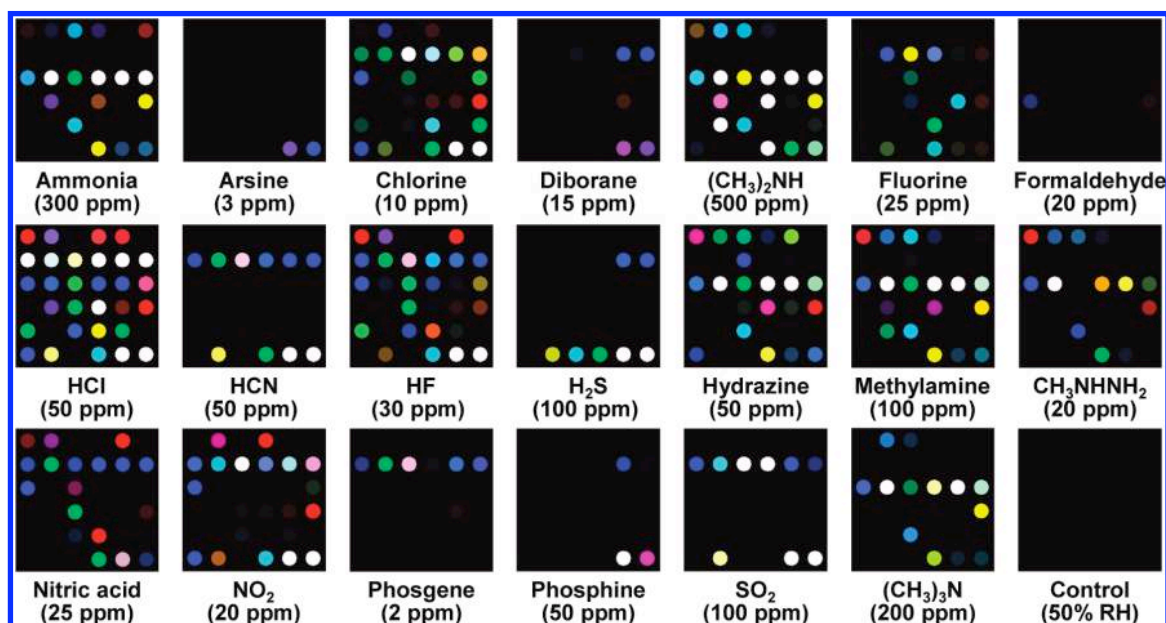 Ammonia Arsine Chlorine Diborane (CH₃)₂NH Fluorine Formaldehyde
(300 ppm) (3 ppm) (10 ppm) (15 ppm) (500 ppm) (25 ppm) (20 ppm)
HCl HCN HF H₂S Hydrazine Methylamine CH₃NHNH₂
(50 ppm) (50 ppm) (30 ppm) (100 ppm) (50 ppm) (100 ppm) (20 ppm)
Nitric acid NO₂ Phosgene Phosphine SO₂ (CH₃)₃N Control
(25 ppm) (20 ppm) (2 ppm) (50 ppm) (100 ppm) (200 ppm) (50% RH)